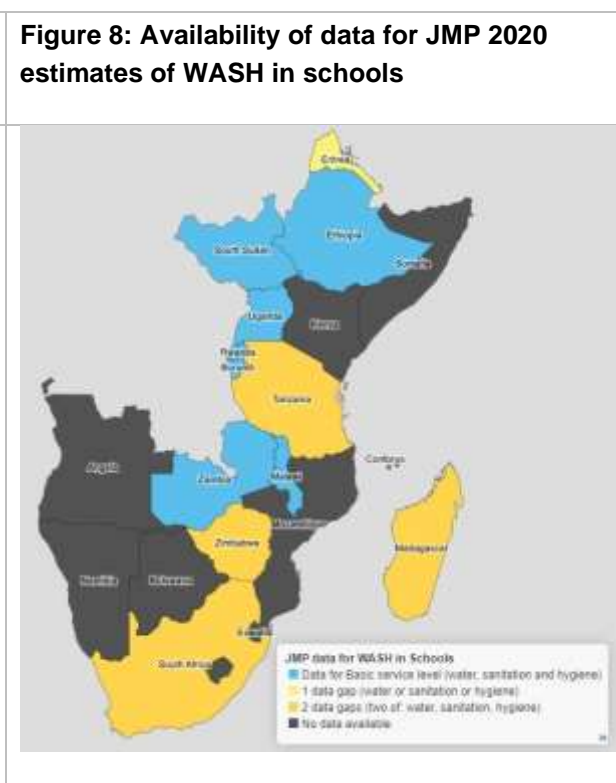 Figure 8: Availability of data for JMP 2020
estimates of WASH in schools
Eritrea
Ethiopia
South Sudan
Somalia
Uganda
Kenya
Rwanda
Burundi
Tanzania
Comoros
Angola
Zambia
Malawi
Mozambique
Zimbabwe
Madagascar
Namibia
Botswana
Eswatini
South Africa
JMP data for WASH in Schools
Data for Basic service level (water, sanitation and hygiene)
1 data gap (water or sanitation or hygiene)
2 data gaps (two of: water, sanitation, hygiene)
No data available